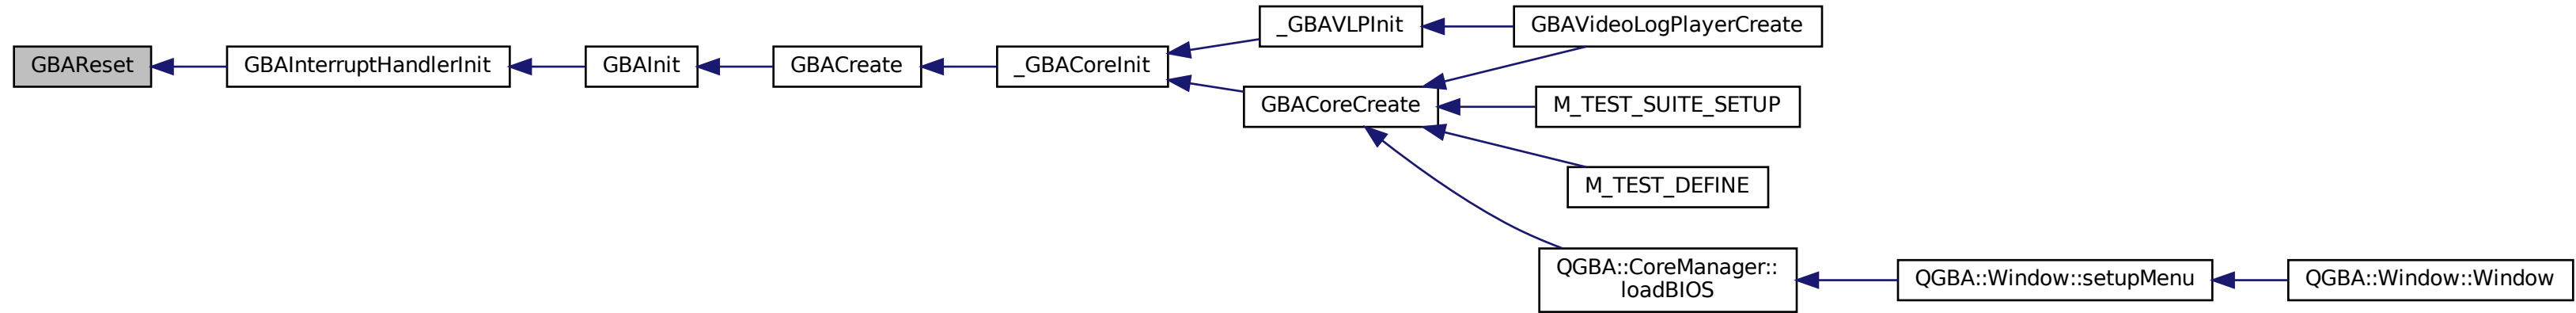 GBAReset
GBAInterruptHandlerInit
GBAInit
GBACreate
_GBACoreInit
_GBAVLPInit
GBAVideoLogPlayerCreate
GBACoreCreate
M_TEST_SUITE_SETUP
M_TEST_DEFINE
QGBA::CoreManager::
loadBIOS
QGBA::Window::setupMenu
QGBA::Window::Window